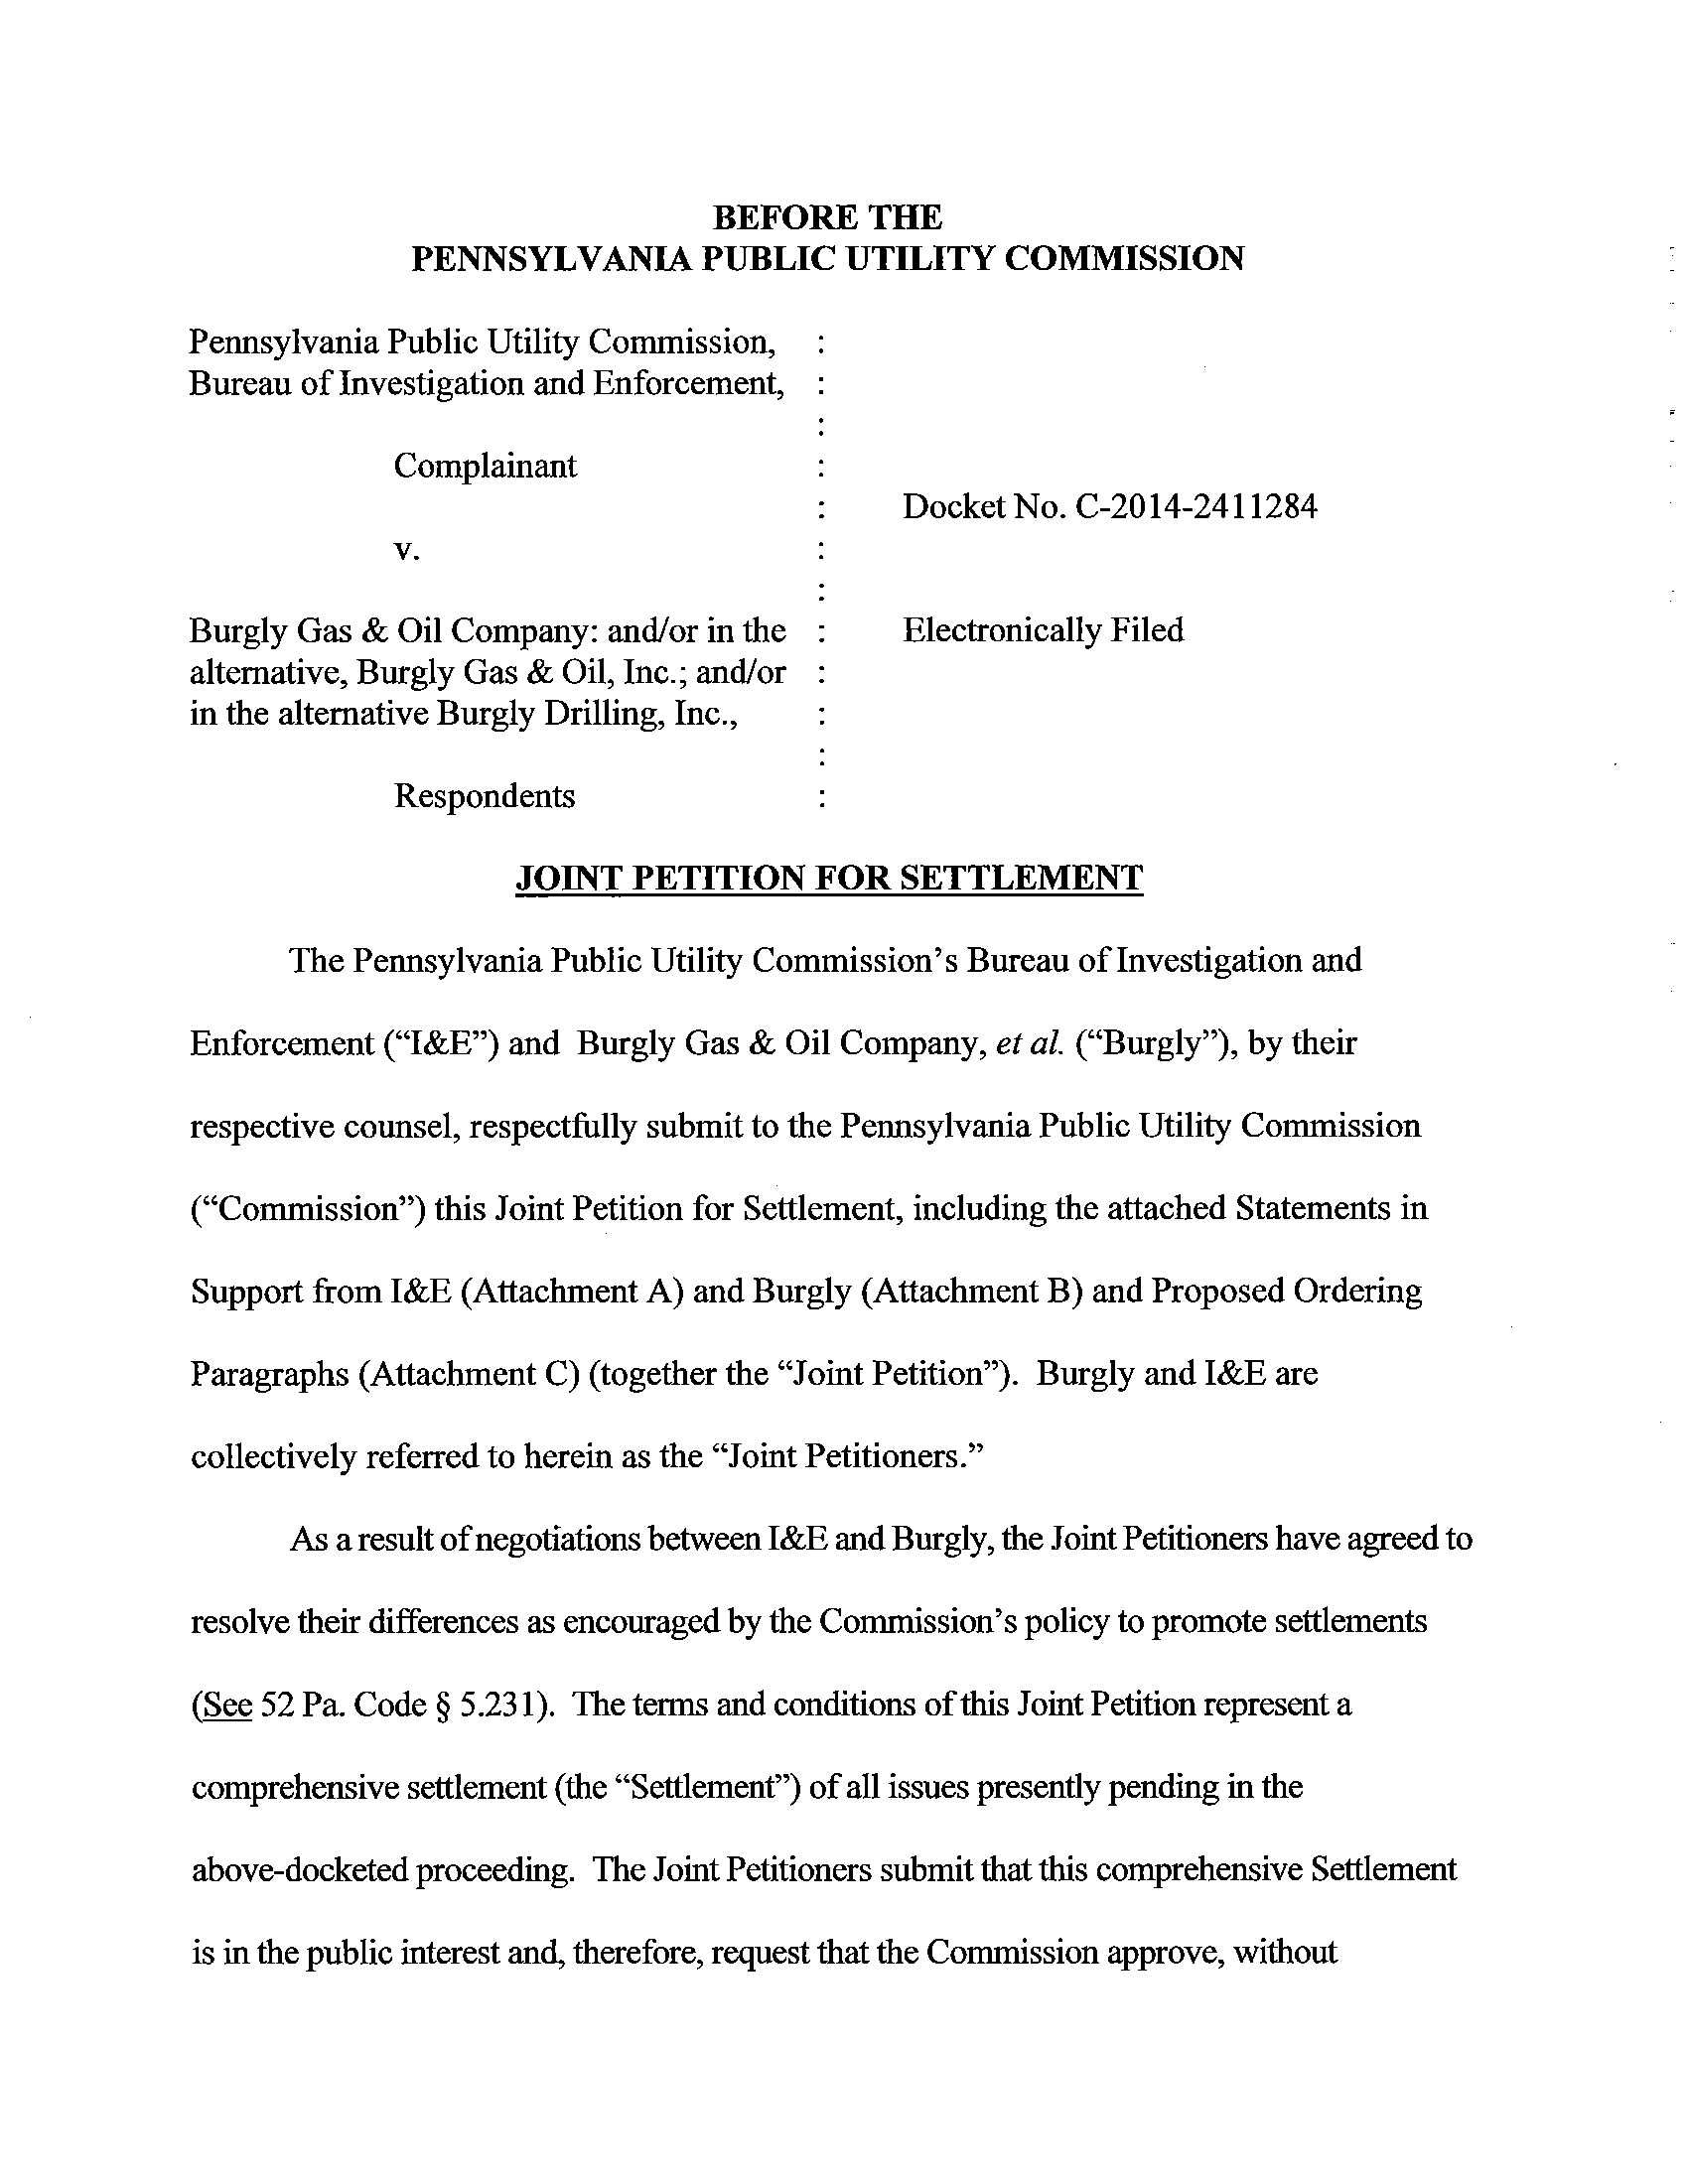 BEFORE THE
PENNSYLVANIA PUBLIC UTILITY COMMISSION
Pennsylvania Public Utility Commission, :
Bureau of Investigation and Enforcement, :
:
Complainant :
: Docket No. C-2014-2411284
v. :
:
Burgly Gas & Oil Company: and/or in the : Electronically Filed
alternative, Burgly Gas & Oil, Inc.; and/or :
in the alternative Burgly Drilling, Inc., :
:
Respondents :
JOINT PETITION FOR SETTLEMENT
The Pennsylvania Public Utility Commission's Bureau of Investigation and
Enforcement ("I&E") and Burgly Gas & Oil Company, et al. ("Burgly"), by their
respective counsel, respectfully submit to the Pennsylvania Public Utility Commission
("Commission") this Joint Petition for Settlement, including the attached Statements in
Support from I&E (Attachment A) and Burgly (Attachment B) and Proposed Ordering
Paragraphs (Attachment C) (together the "Joint Petition"). Burgly and I&E are
collectively referred to herein as the "Joint Petitioners."
As a result of negotiations between I&E and Burgly, the Joint Petitioners have agreed to
resolve their differences as encouraged by the Commission's policy to promote settlements
(See 52 Pa. Code § 5.231). The terms and conditions of this Joint Petition represent a
comprehensive settlement (the "Settlement") of all issues presently pending in the
above-docketed proceeding. The Joint Petitioners submit that this comprehensive Settlement
is in the public interest and, therefore, request that the Commission approve, without